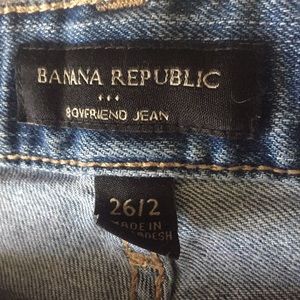 BANANA REPUBLIC
BOYFRIEND JEAN
26/2
MADE IN